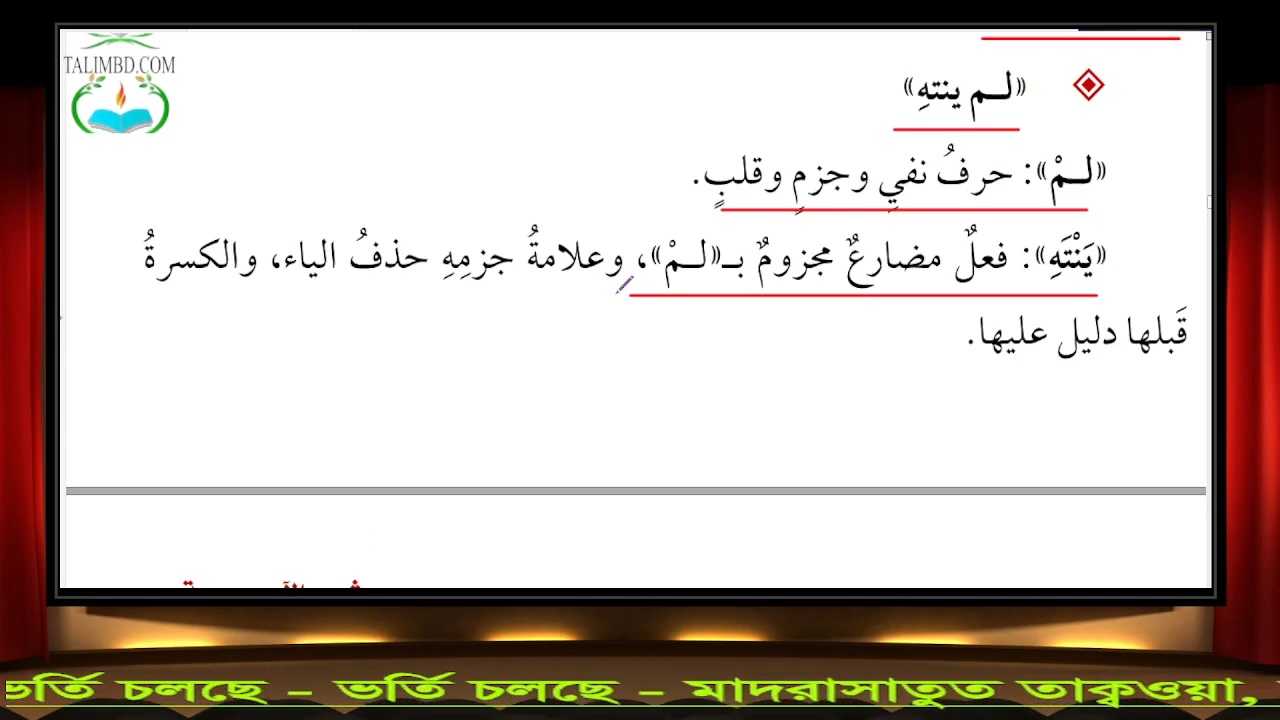 TALIMBD.COM
«لـم ينتهِ»
«لـمْ»: حرفُ نفيٍ وجزمٍ وقلبٍ.
«يَنْتَهِ»: فعلٌ مضارعٌ مجزومٌ بـ«لـمْ»، وعلامةُ جزمِهِ حذفُ الياء، والكسرةُ
قَبلها دليل عليها.
ভর্তি চলছে – ভর্তি চলছে – মাদরাসাতুত তাক্বওয়া,